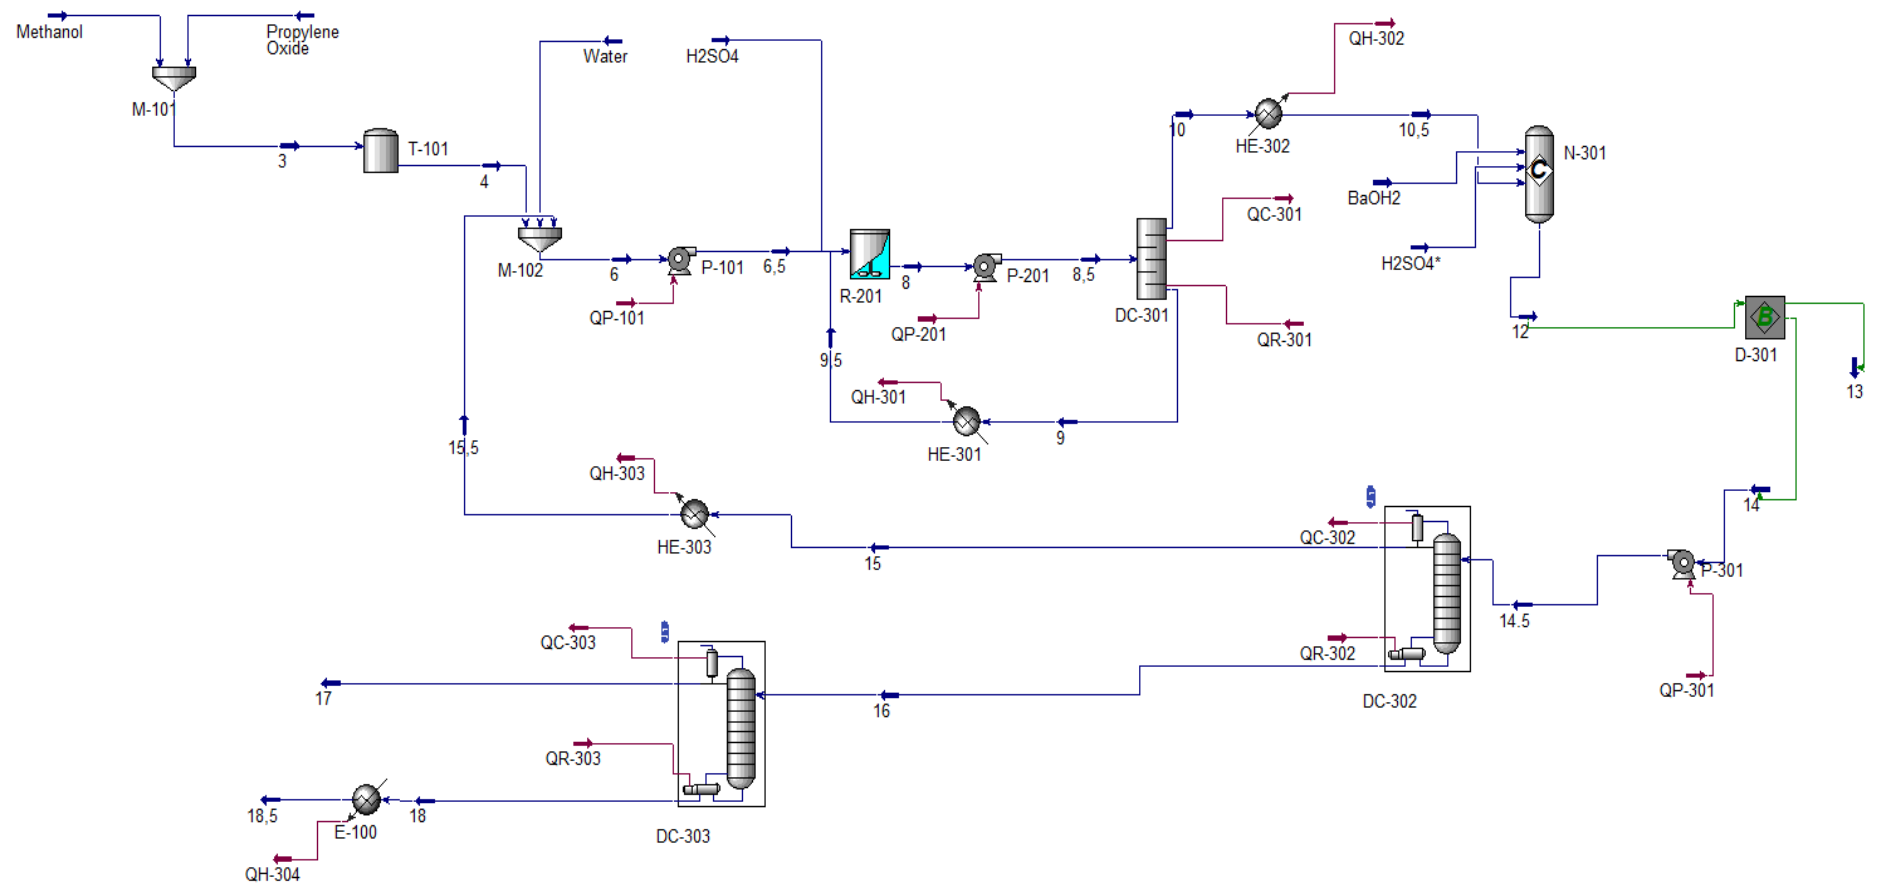 Methanol
Propylene
Oxide
M-101
3
T-101
4
Water
H2SO4
M-102
6
P-101
QP-101
6,5
R-201
8
P-201
QP-201
8,5
DC-301
10
HE-302
QH-302
10,5
N-301
BaOH2
H2SO4*
C
QC-301
QR-301
12
B
D-301
13
9,5
QH-301
HE-301
9
15,5
QH-303
HE-303
15
QC-302
QR-302
DC-302
14
P-301
14.5
QP-301
QC-303
17
16
QR-303
DC-303
18,5
E-100
18
QH-304